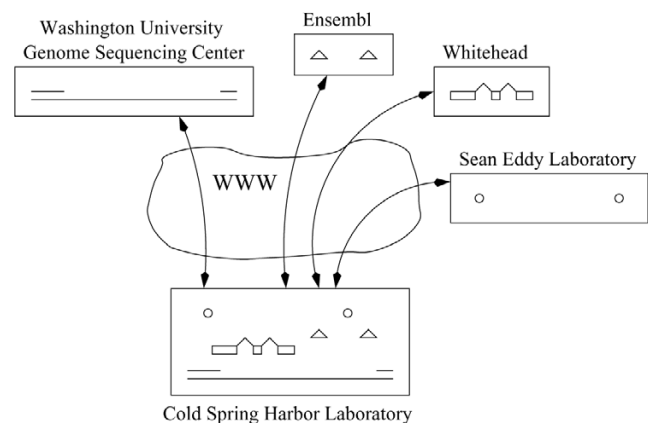 Washington University
Genome Sequencing Center
Ensembl
Whitehead
Sean Eddy Laboratory
WWW
Cold Spring Harbor Laboratory